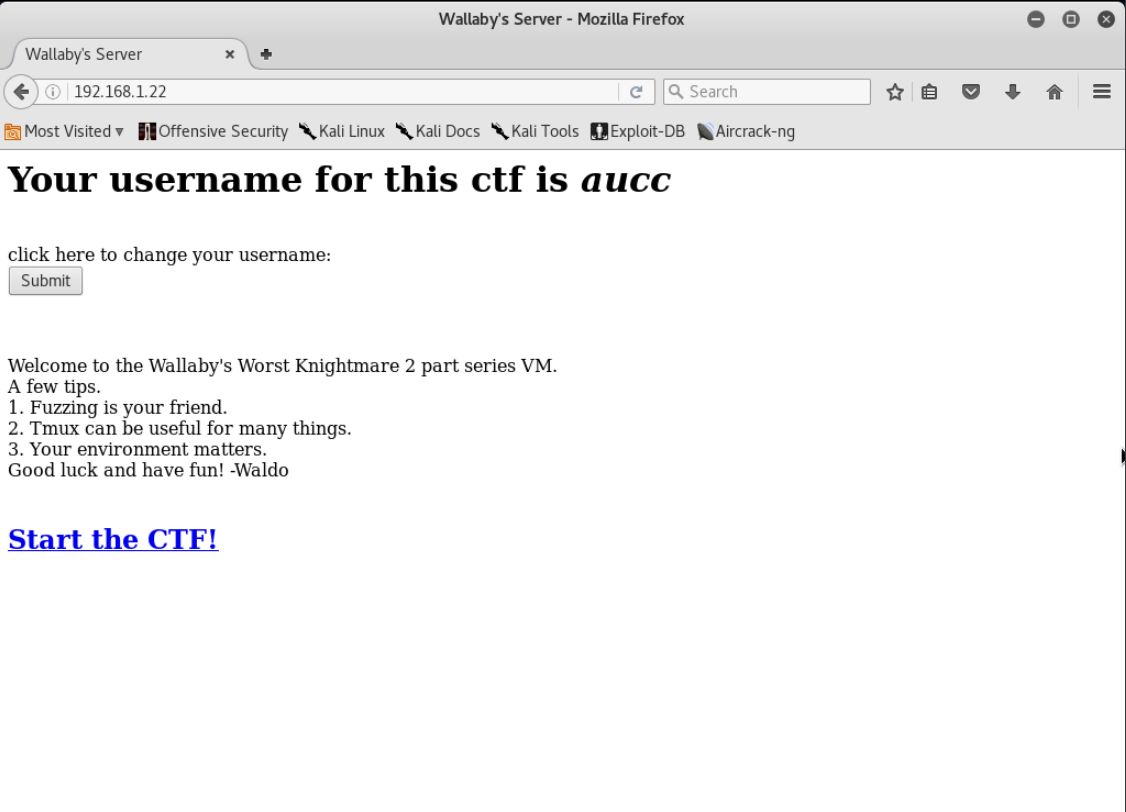 Wallaby's Server - Mozilla Firefox
Wallaby's Server
192.168.1.22
Search
Most Visited Offensive Security Kali Linux Kali Docs Kali Tools Exploit-DB Aircrack-ng
Your username for this ctf is aucc
click here to change your username:
Submit
Welcome to the Wallaby's Worst Knightmare 2 part series VM.
A few tips.
1. Fuzzing is your friend.
2. Tmux can be useful for many things.
3. Your environment matters.
Good luck and have fun! -Waldo
Start the CTF!